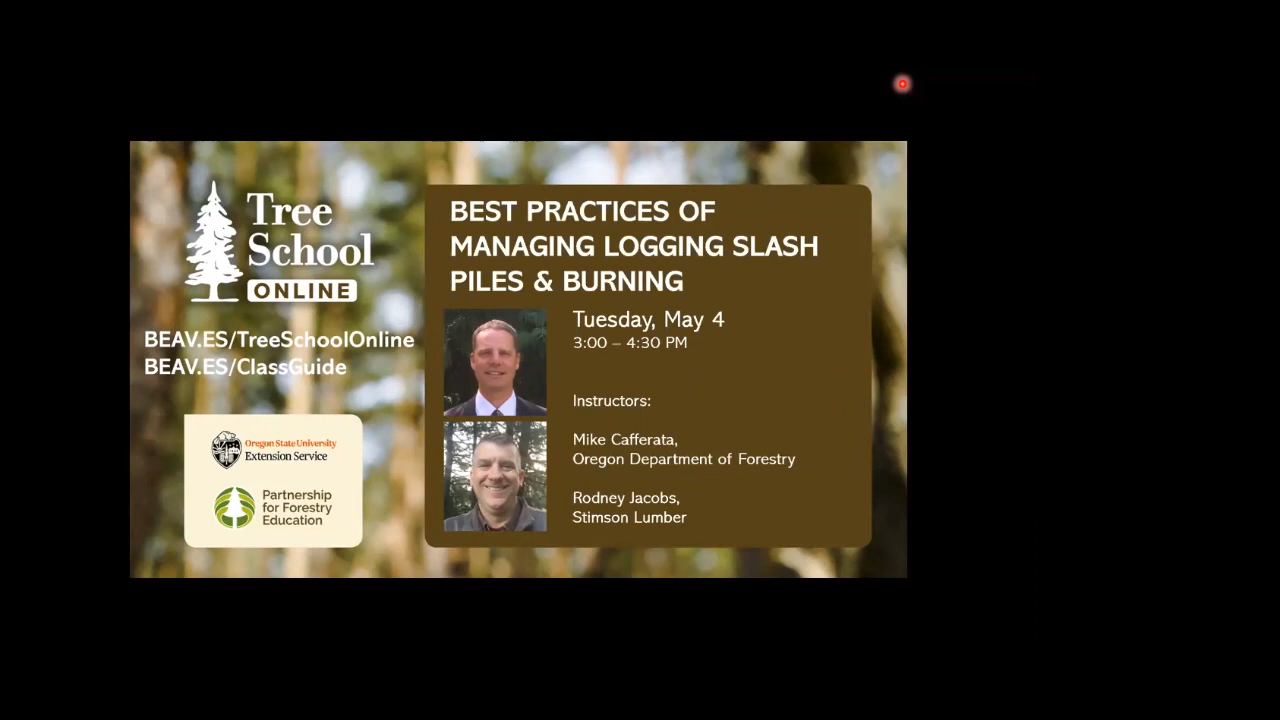 Tree
School
ONLINE
BEAV.ES/TreeSchoolOnline
BEAV.ES/ClassGuide
Oregon State University
Extension Service
Partnership
for Forestry
Education
BEST PRACTICES OF
MANAGING LOGGING SLASH
PILES & BURNING
Tuesday, May 4
3:00 – 4:30 PM
Instructors:
Mike Cafferata,
Oregon Department of Forestry
Rodney Jacobs,
Stimson Lumber